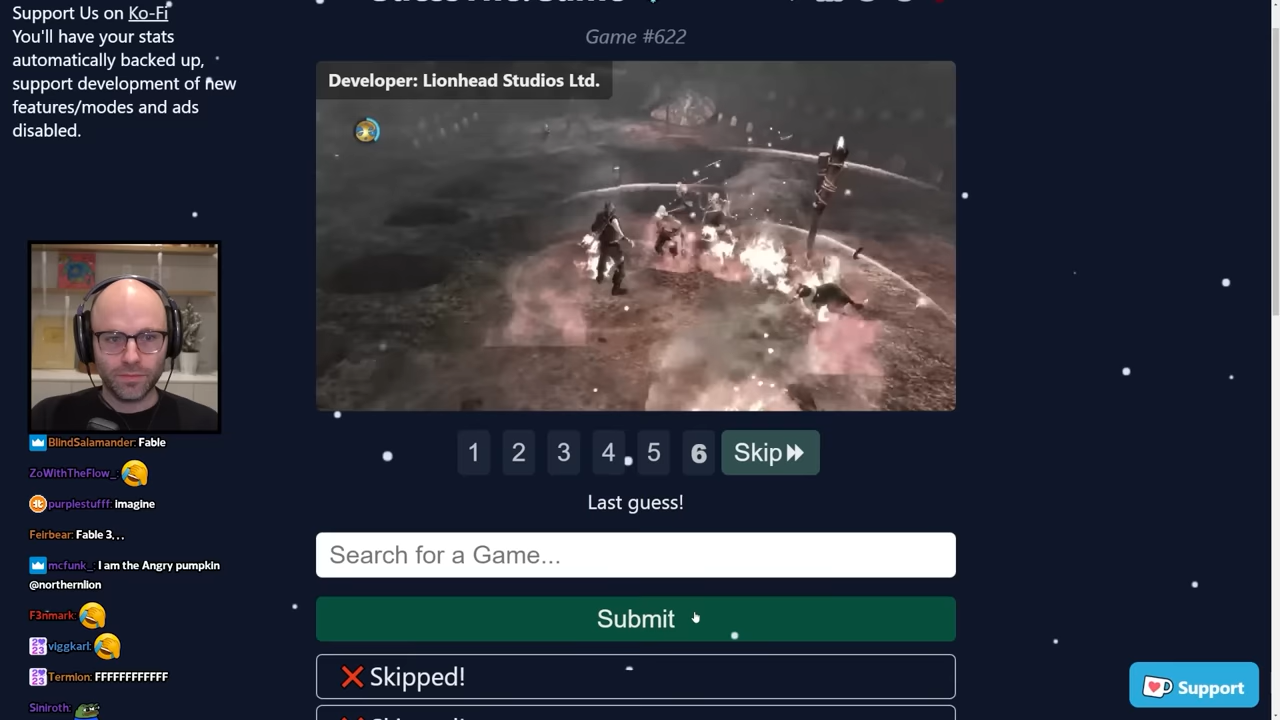 Support Us on Ko-Fi
You'll have your stats
automatically backed up,
support development of new
features/modes and ads
disabled.
Game #622
Developer: Lionhead Studios Ltd.
1 2 3 4 5 6 Skip
Last guess!
Search for a Game...
Submit
Skipped!
BlindSalamander: Fable
ZoWithTheFlow_:
purplestufff: imagine
Feirbear: Fable 3...
mcfunk_: I am the Angry pumpkin
@northernlion
F3nmark:
viggkarl:
Termion: FFFFFFFFFFFF
Siniroth:
Support